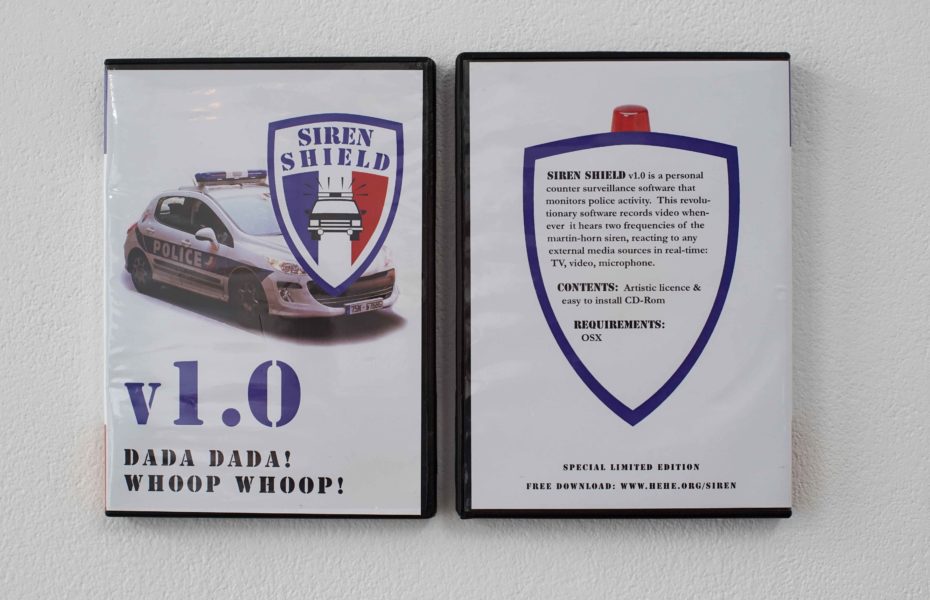 SIREN
SHIELD
POLICE
v1.0
DADA DADA!
WHOOP WHOOP!
SIREN SHIELD v1.0 is a personal
counter surveillance software that
monitors police activity. This revolu-
tionary software records video when-
ever it hears two frequencies of the
martin-horn siren, reacting to any
external media sources in real-time:
TV, video, microphone.
CONTENTS: Artistic licence &
easy to install CD-Rom
REQUIREMENTS:
OSX
SPECIAL LIMITED EDITION
FREE DOWNLOAD: WWW.HEHE.ORG/SIREN